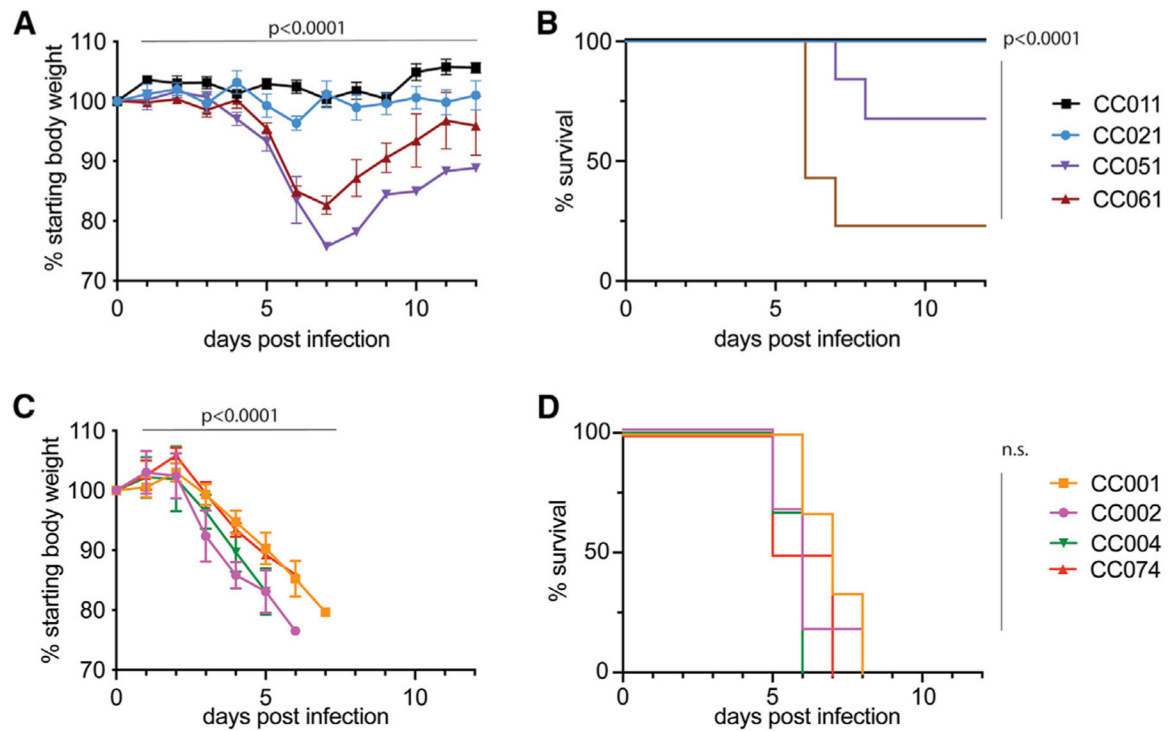 A
% starting body weight
110
100
90
80
70
p<0.0001
0
5
10
days post infection
B
% survival
100
50
0
0
5
10
days post infection
p<0.0001
CC011
CC021
CC051
CC061
C
% starting body weight
110
100
90
80
70
p<0.0001
0
5
10
days post infection
D
% survival
100
50
0
0
5
10
days post infection
n.s.
CC001
CC002
CC004
CC074